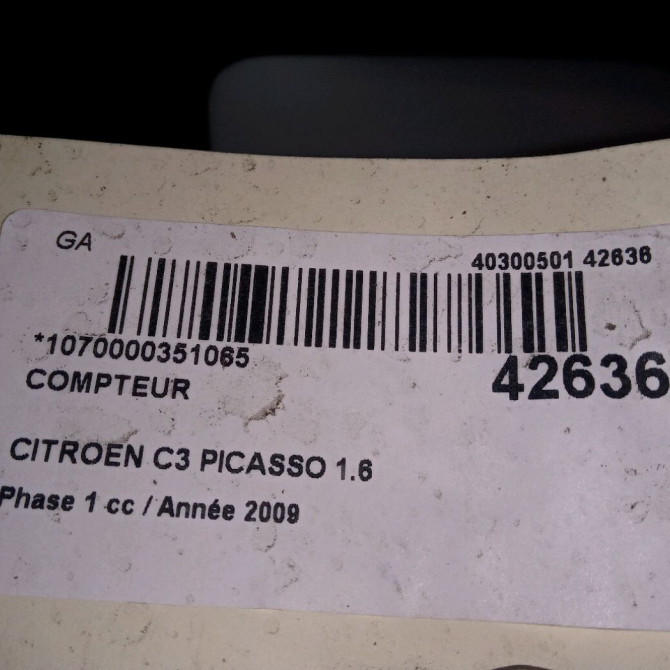 GA
40300501 42636
*1070000351065
42636
COMPTEUR
CITROEN C3 PICASSO 1.6
Phase 1 cc / Année 2009